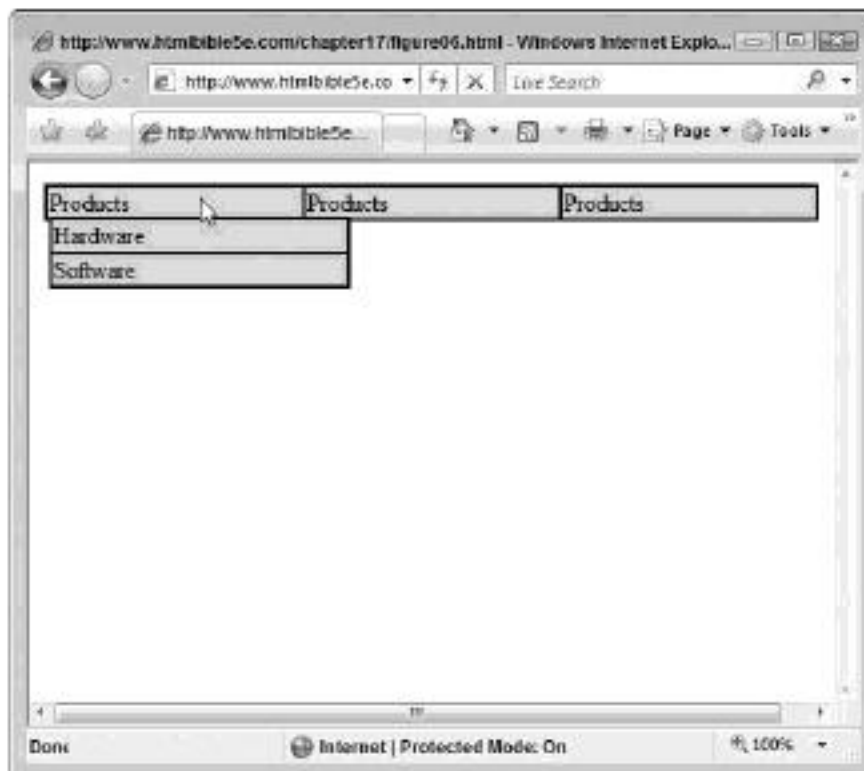 http://www.htmlbible5e.com/chapter17/figure06.html - Windows Internet Explo...
http://www.htmlbible5e.co
Live Search
http://www.htmlbible5e...
Page
Tools
Products Products Products
Hardware
Software
Done Internet | Protected Mode: On 100%